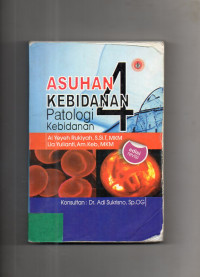 ASUHAN
KEBIDANAN
4
Patologi
Kebidanan
Ai Yeyeh Rukiyah, S.Si.T, MKM
Lia Yulianti, Am.Keb, MKM
Konsultan : Dr. Adi Sukrisno, Sp.OG